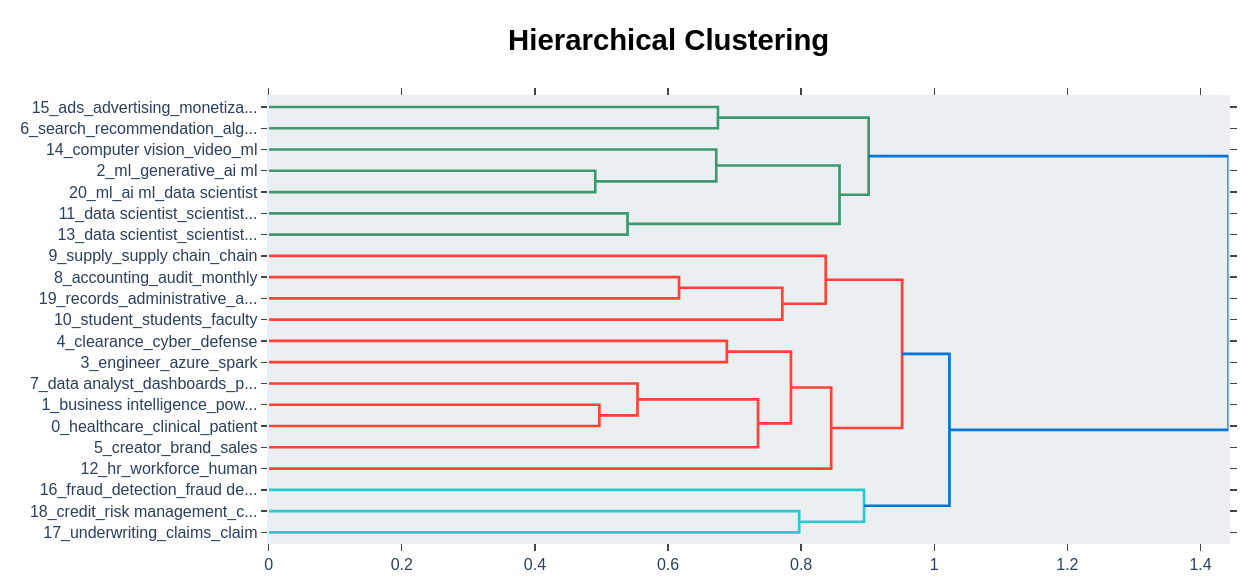 Hierarchical Clustering
15_ads_advertising_monetiza...
6_search_recommendation_alg...
14_computer vision_video_ml
2_ml_generative_ai ml
20_ml_ai ml_data scientist
11_data scientist_scientist...
13_data scientist_scientist...
9_supply_supply chain_chain
8_accounting_audit_monthly
19_records_administrative_a...
10_student_students_faculty
4_clearance_cyber_defense
3_engineer_azure_spark
7_data analyst_dashboards_p...
1_business intelligence_pow...
0_healthcare_clinical_patient
5_creator_brand_sales
12_hr_workforce_human
16_fraud_detection_fraud de...
18_credit_risk management_c...
17_underwriting_claims_claim
0 0.2 0.4 0.6 0.8 1 1.2 1.4